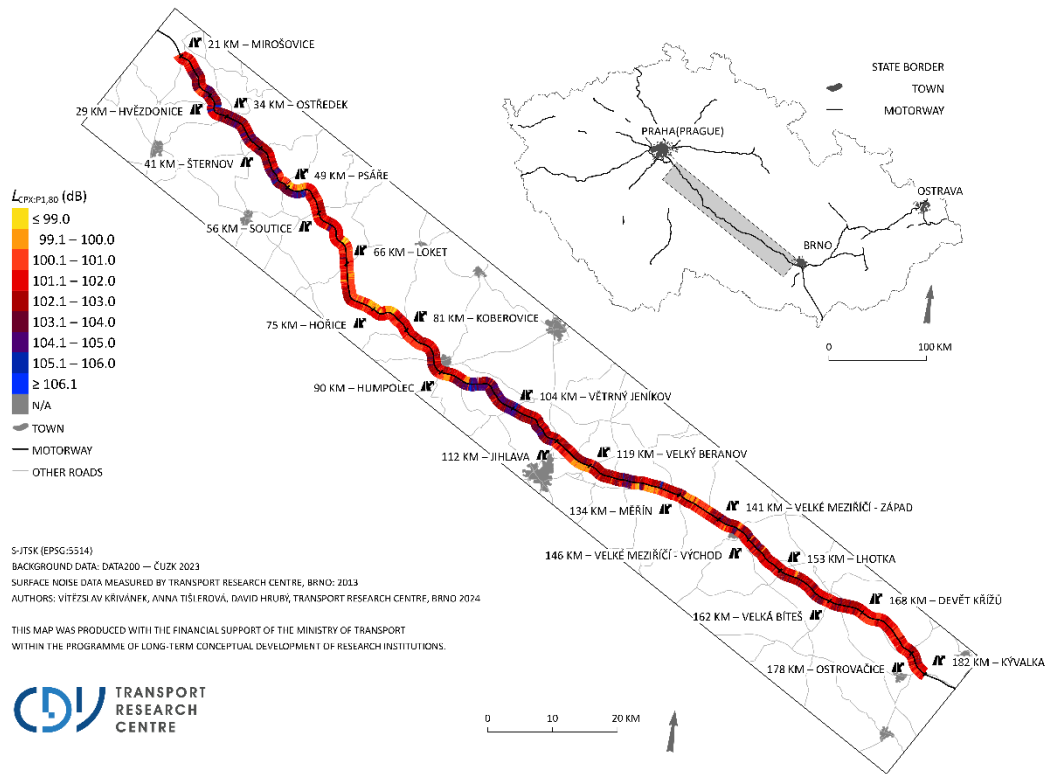 21 KM – MIROŠOVICE
34 KM – OSTŘEDEK
29 KM – HVĚZDONICE
41 KM – ŠTERNOV
49 KM – PSÁŘE
56 KM – SOUTICE
66 KM – LOKET
75 KM – HOŘICE
81 KM – KOBEROVICE
90 KM – HUMPOLEC
104 KM – VĚTRNÝ JENÍKOV
112 KM – JIHLAVA
119 KM – VELKÝ BERANOV
134 KM – MĚŘÍN
141 KM – VELKÉ MEZIŘÍČÍ - ZÁPAD
146 KM – VELKÉ MEZIŘÍČÍ - VÝCHOD
153 KM – LHOTKA
162 KM – VELKÁ BÍTEŠ
168 KM – DEVĚT KŘÍŽŮ
178 KM – OSTROVAČICE
182 KM – KÝVALKA
STATE BORDER
TOWN
MOTORWAY
PRAHA(PRAGUE)
OSTRAVA
BRNO
0 100 KM
LCPX:P1,80 (dB)
≤ 99.0
99.1 – 100.0
100.1 – 101.0
101.1 – 102.0
102.1 – 103.0
103.1 – 104.0
104.1 – 105.0
105.1 – 106.0
≥ 106.1
N/A
TOWN
MOTORWAY
OTHER ROADS
S-JTSK (EPSG:5514)
BACKGROUND DATA: DATA200 — ČUZK 2023
SURFACE NOISE DATA MEASURED BY TRANSPORT RESEARCH CENTRE, BRNO: 2013
AUTHORS: VÍTĚZSLAV KŘIVÁNEK, ANNA TIŠLEROVÁ, DAVID HRUBÝ, TRANSPORT RESEARCH CENTRE, BRNO 2024
THIS MAP WAS PRODUCED WITH THE FINANCIAL SUPPORT OF THE MINISTRY OF TRANSPORT
WITHIN THE PROGRAMME OF LONG-TERM CONCEPTUAL DEVELOPMENT OF RESEARCH INSTITUTIONS.
CDV
TRANSPORT
RESEARCH
CENTRE
0 10 20 KM